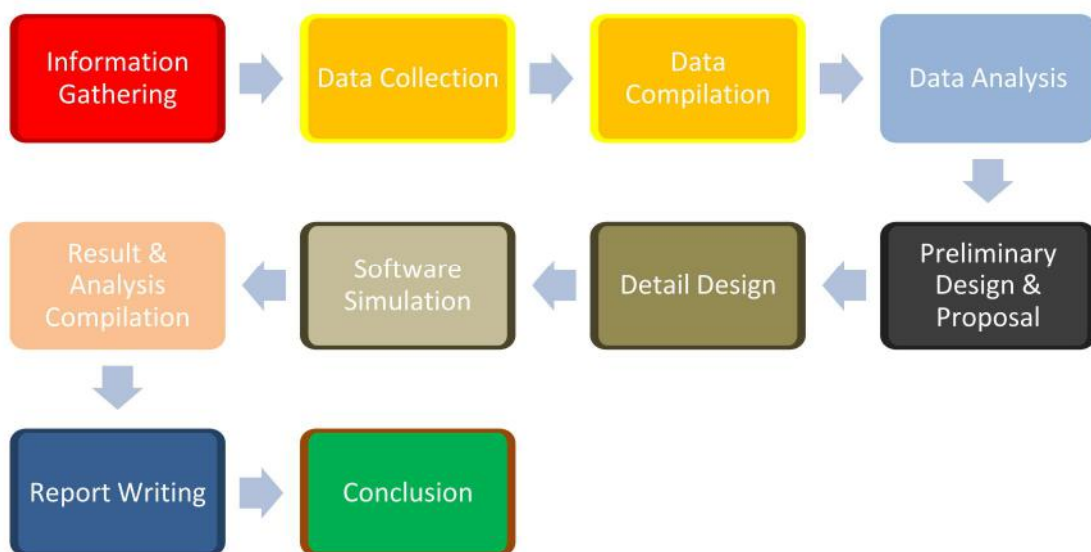 Information
Gathering
Data Collection
Data
Compilation
Data Analysis
Preliminary
Design &
Proposal
Detail Design
Software
Simulation
Result &
Analysis
Compilation
Report Writing
Conclusion